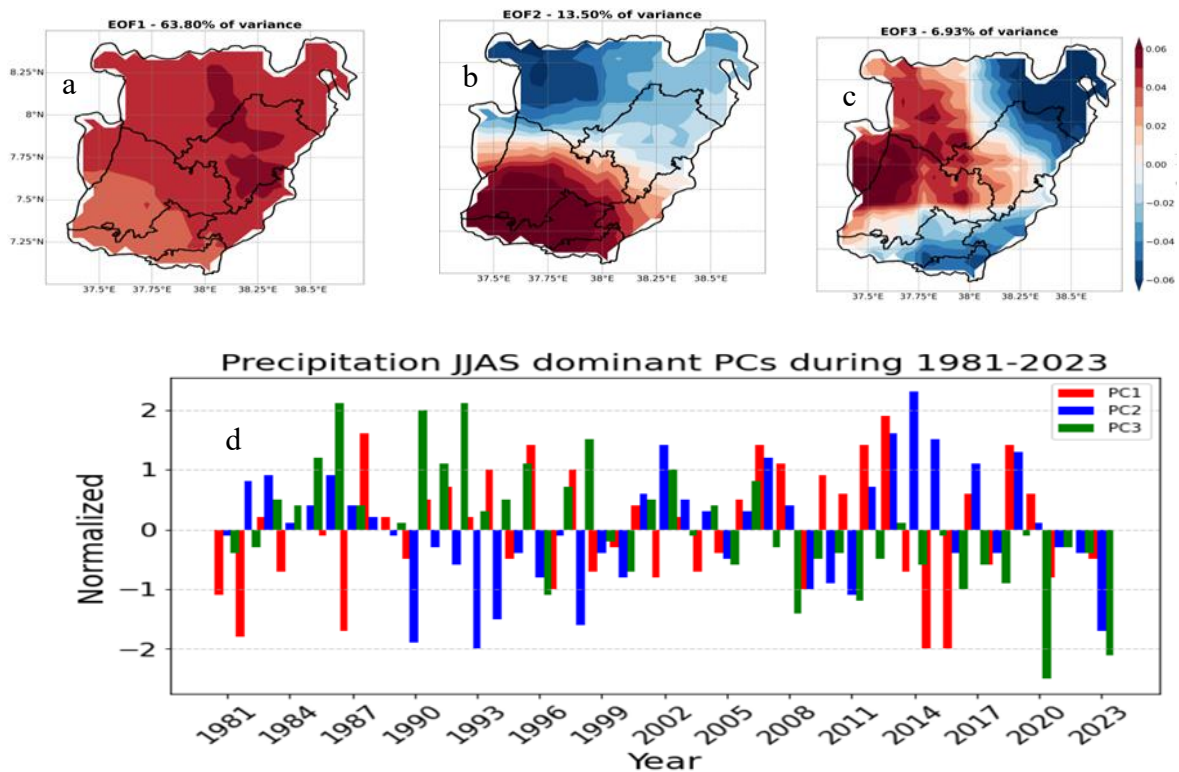 EOF1 - 63.80% of variance
EOF2 - 13.50% of variance
EOF3 - 6.93% of variance
a
b
c
8.25°N
8°N
7.75°N
7.5°N
7.25°N
37.5°E 37.75°E 38°E 38.25°E 38.5°E
37.5°E 37.75°E 38°E 38.25°E 38.5°E
37.5°E 37.75°E 38°E 38.25°E 38.5°E
0.06
0.04
0.02
0.00
−0.02
−0.04
−0.06
Precipitation JJAS dominant PCs during 1981-2023
d
PC1
PC2
PC3
Normalized
2
1
0
−1
−2
1981 1984 1987 1990 1993 1996 1999 2002 2005 2008 2011 2014 2017 2020 2023
Year